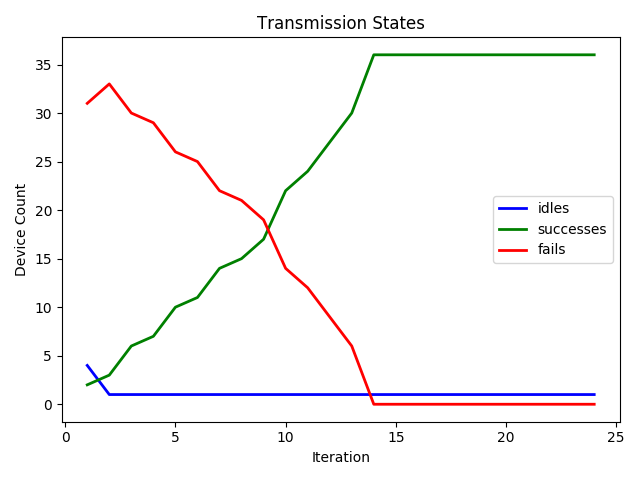 Transmission States
Device Count
35
30
25
20
15
10
5
0
idles
successes
fails
0 5 10 15 20 25
Iteration